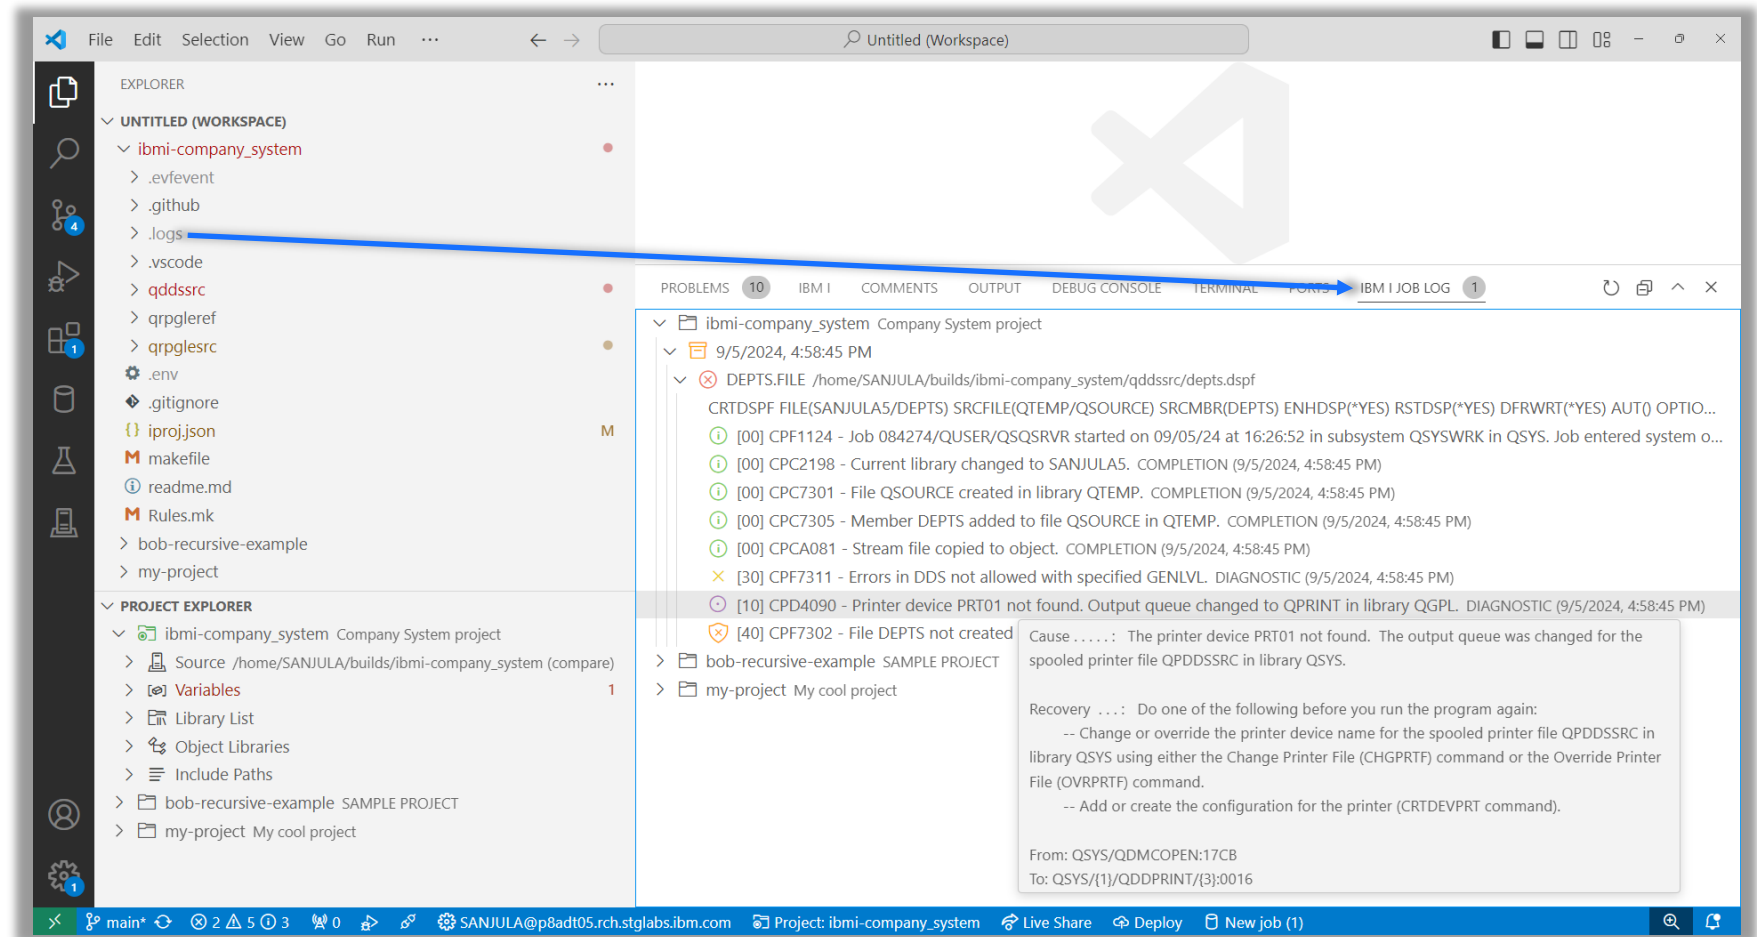 File Edit Selection View Go Run ··· Untitled (Workspace)
EXPLORER
UNTITLED (WORKSPACE)
ibmi-company_system
.evfevent
.github
.logs
.vscode
qddssrc
qrpgleref
qrpglesrc
.env
.gitignore
{} iproj.json M
M makefile
readme.md
M Rules.mk
bob-recursive-example
my-project
PROJECT EXPLORER
ibmi-company_system Company System project
Source /home/SANJULA/builds/ibmi-company_system (compare)
Variables 1
Library List
Object Libraries
Include Paths
bob-recursive-example SAMPLE PROJECT
my-project My cool project
4
1
1
PROBLEMS 10 IBM I COMMENTS OUTPUT DEBUG CONSOLE TERMINAL PORTS IBM I JOB LOG 1
ibmi-company_system Company System project
9/5/2024, 4:58:45 PM
DEPTS.FILE /home/SANJULA/builds/ibmi-company_system/qddssrc/depts.dspf
CRTDSPF FILE(SANJULA5/DEPTS) SRCFILE(QTEMP/QSOURCE) SRCMBR(DEPTS) ENHDSP(*YES) RSTDSP(*YES) DFRWRT(*YES) AUT() OPTIO...
[00] CPF1124 - Job 084274/QUSER/QSQSRVR started on 09/05/24 at 16:26:52 in subsystem QSYSWRK in QSYS. Job entered system o...
[00] CPC2198 - Current library changed to SANJULA5. COMPLETION (9/5/2024, 4:58:45 PM)
[00] CPC7301 - File QSOURCE created in library QTEMP. COMPLETION (9/5/2024, 4:58:45 PM)
[00] CPC7305 - Member DEPTS added to file QSOURCE in QTEMP. COMPLETION (9/5/2024, 4:58:45 PM)
[00] CPCA081 - Stream file copied to object. COMPLETION (9/5/2024, 4:58:45 PM)
[30] CPF7311 - Errors in DDS not allowed with specified GENLVL. DIAGNOSTIC (9/5/2024, 4:58:45 PM)
[10] CPD4090 - Printer device PRT01 not found. Output queue changed to QPRINT in library QGPL. DIAGNOSTIC (9/5/2024, 4:58:45 PM)
[40] CPF7302 - File DEPTS not created
bob-recursive-example SAMPLE PROJECT
my-project My cool project
Cause . . . . . : The printer device PRT01 not found. The output queue was changed for the
spooled printer file QPDDSSRC in library QSYS.
Recovery . . . : Do one of the following before you run the program again:
-- Change or override the printer device name for the spooled printer file QPDDSSRC in
library QSYS using either the Change Printer File (CHGPRTF) command or the Override Printer
File (OVRPRTF) command.
-- Add or create the configuration for the printer (CRTDEVPRT command).
From: QSYS/QDMCOPEN:17CB
To: QSYS/{1}/QDDPRINT/{3}:0016
main* 2 5 3 0 SANJULA@p8adt05.rch.stglabs.ibm.com Project: ibmi-company_system Live Share Deploy New job (1)